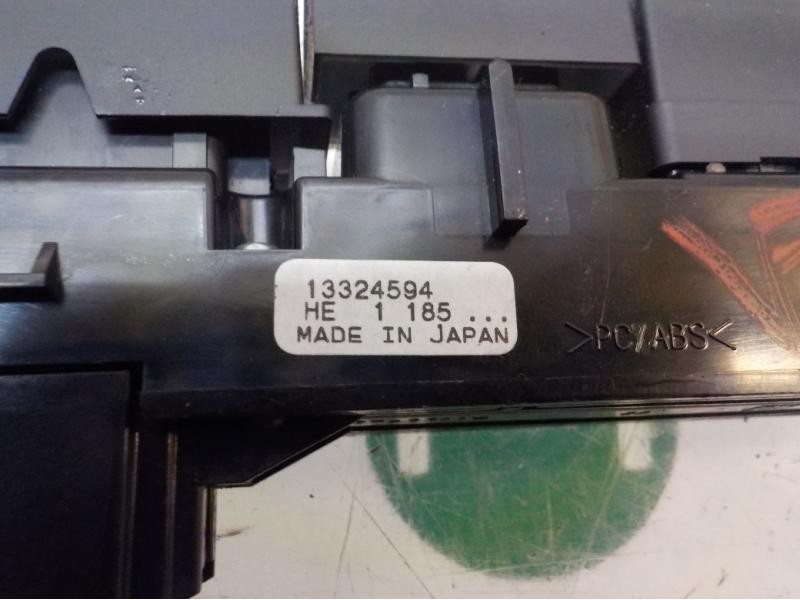 13324594
HE 1 185 ...
MADE IN JAPAN
>PC/ABS<